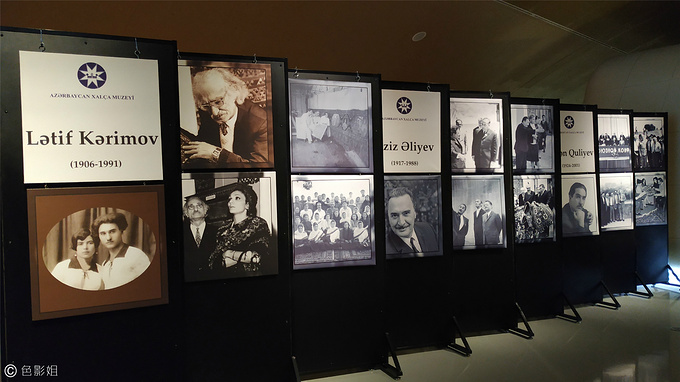 AZƏRBAYCAN XALÇA MUZEYİ
Lətif Kərimov
(1906-1991)
ziz Əliyev
(1917-1988)
n Quliyev
© 色影姐